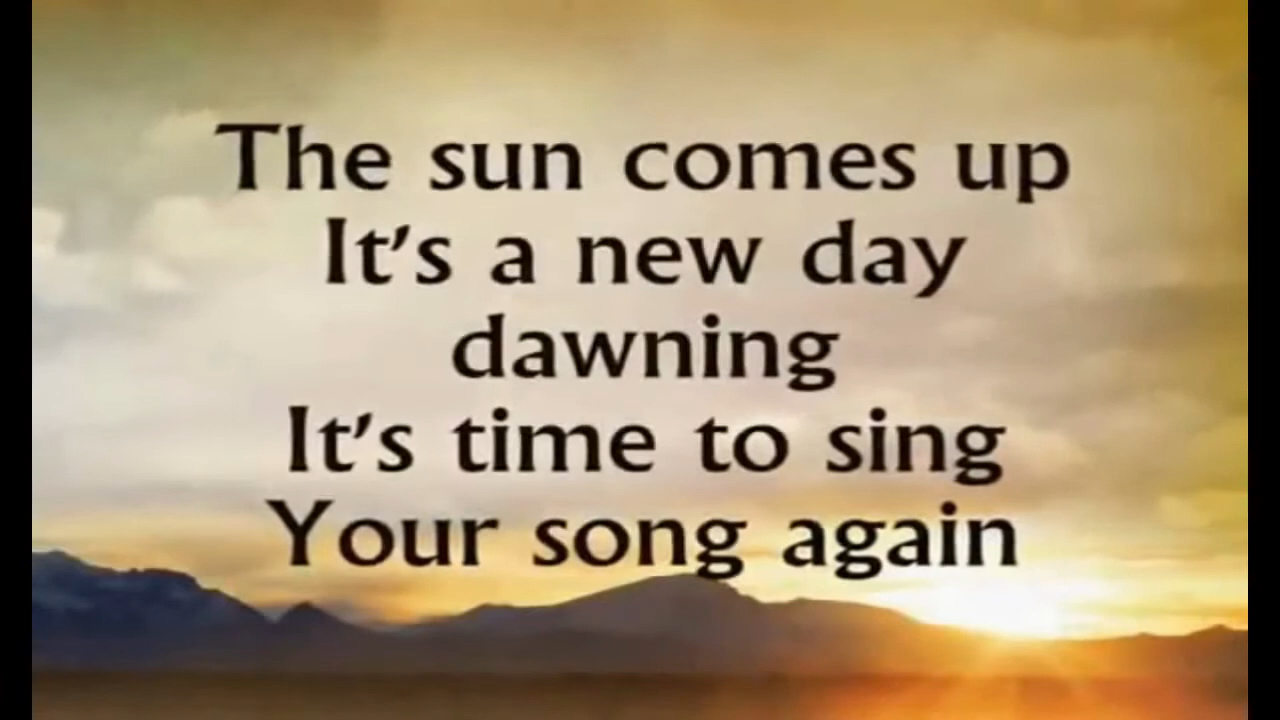 The sun comes up
It's a new day
dawning
It's time to sing
Your song again